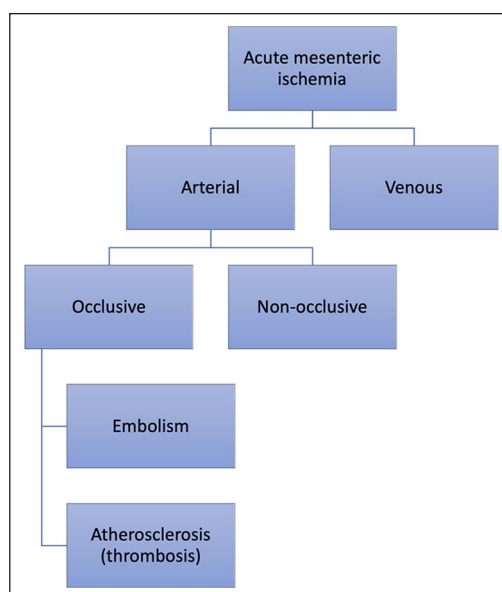 Acute mesenteric
ischemia
Arterial
Venous
Occlusive
Non-occlusive
Embolism
Atherosclerosis
(thrombosis)